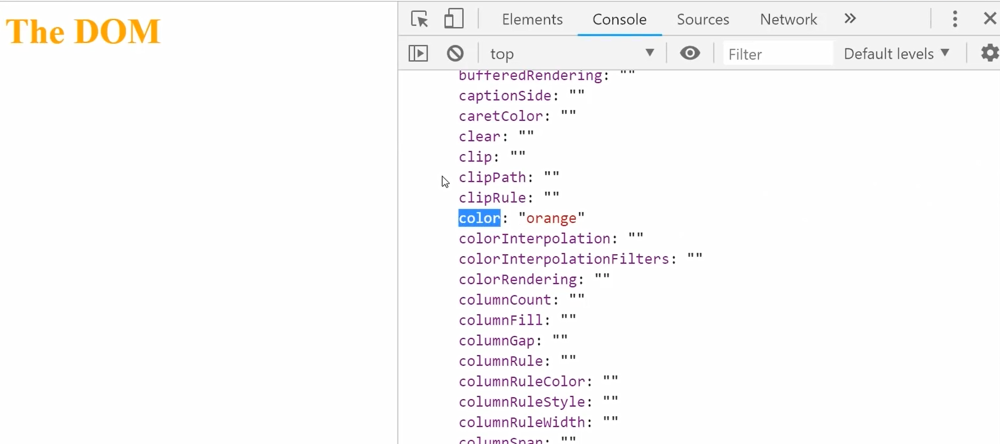 The DOM
Elements Console Sources Network
top Filter Default levels
bufferedRendering: ""
captionSide: ""
caretColor: ""
clear: ""
clip: ""
clipPath: ""
clipRule: ""
color: "orange"
colorInterpolation: ""
colorInterpolationFilters: ""
colorRendering: ""
columnCount: ""
columnFill: ""
columnGap: ""
columnRule: ""
columnRuleColor: ""
columnRuleStyle: ""
columnRuleWidth: ""
columnSpan: ""